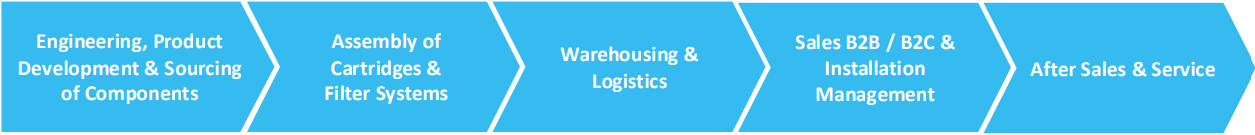 Engineering, Product
Development & Sourcing
of Components
Assembly of
Cartridges &
Filter Systems
Warehousing &
Logistics
Sales B2B / B2C &
Installation
Management
After Sales & Service